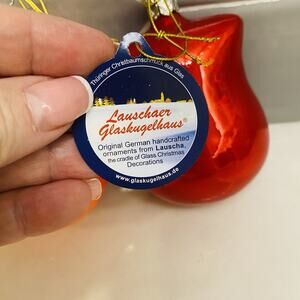 Thüringer Christbaumschmuck aus Glas
Lauschaer
Glaskugelhaus®
Original German handcrafted
ornaments from Lauscha,
the cradle of Glass Christmas
Decorations
www.glaskugelhaus.de